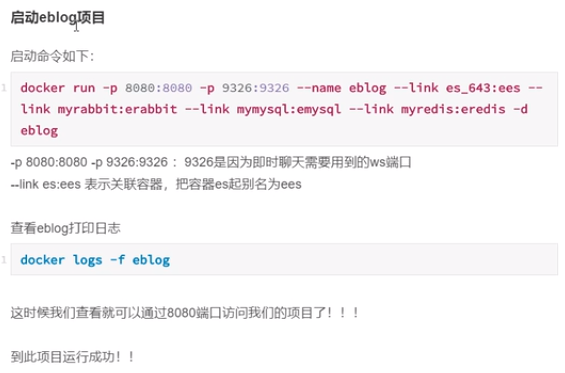 启动eblog项目
启动命令如下：
1 docker run -p 8080:8080 -p 9326:9326 --name eblog --link es_643:ees --
link myrabbit:erabbit --link mymysql:emysql --link myredis:eredis -d
eblog
-p 8080:8080 -p 9326:9326 ：9326是因为即时聊天需要用到的ws端口
--link es:ees 表示关联容器，把容器es起别名为ees
查看eblog打印日志
1 docker logs -f eblog
这时候我们查看就可以通过8080端口访问我们的项目了！！！
到此项目运行成功！！